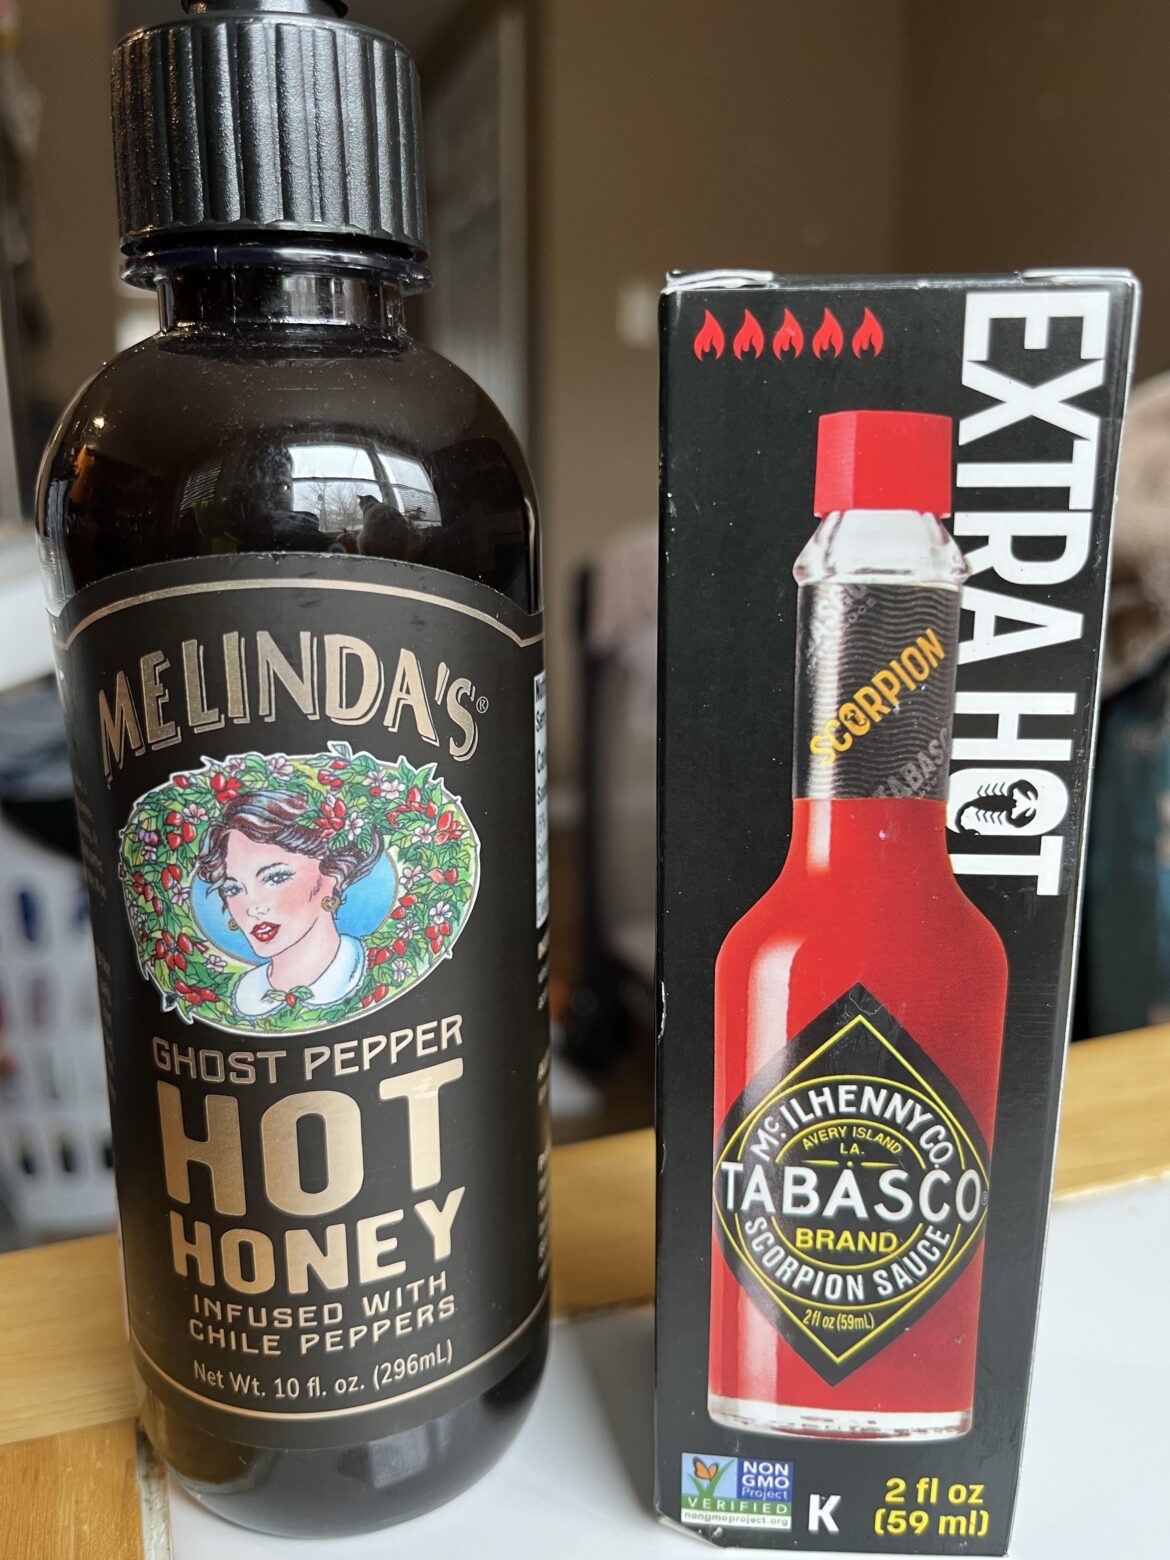 MELINDA'S®
GHOST PEPPER
HOT
HONEY
INFUSED WITH
CHILE PEPPERS
Net Wt. 10 fl. oz. (296mL)
EXTRA HOT
SCORPION
TABASC
McILHENNY CO.
AVERY ISLAND
LA.
TABASCO
BRAND
SCORPION SAUCE
2fl oz (59mL)
NON
GMO
Project
VERIFIED
nongmoproject.org
K
2 fl oz
(59 ml)